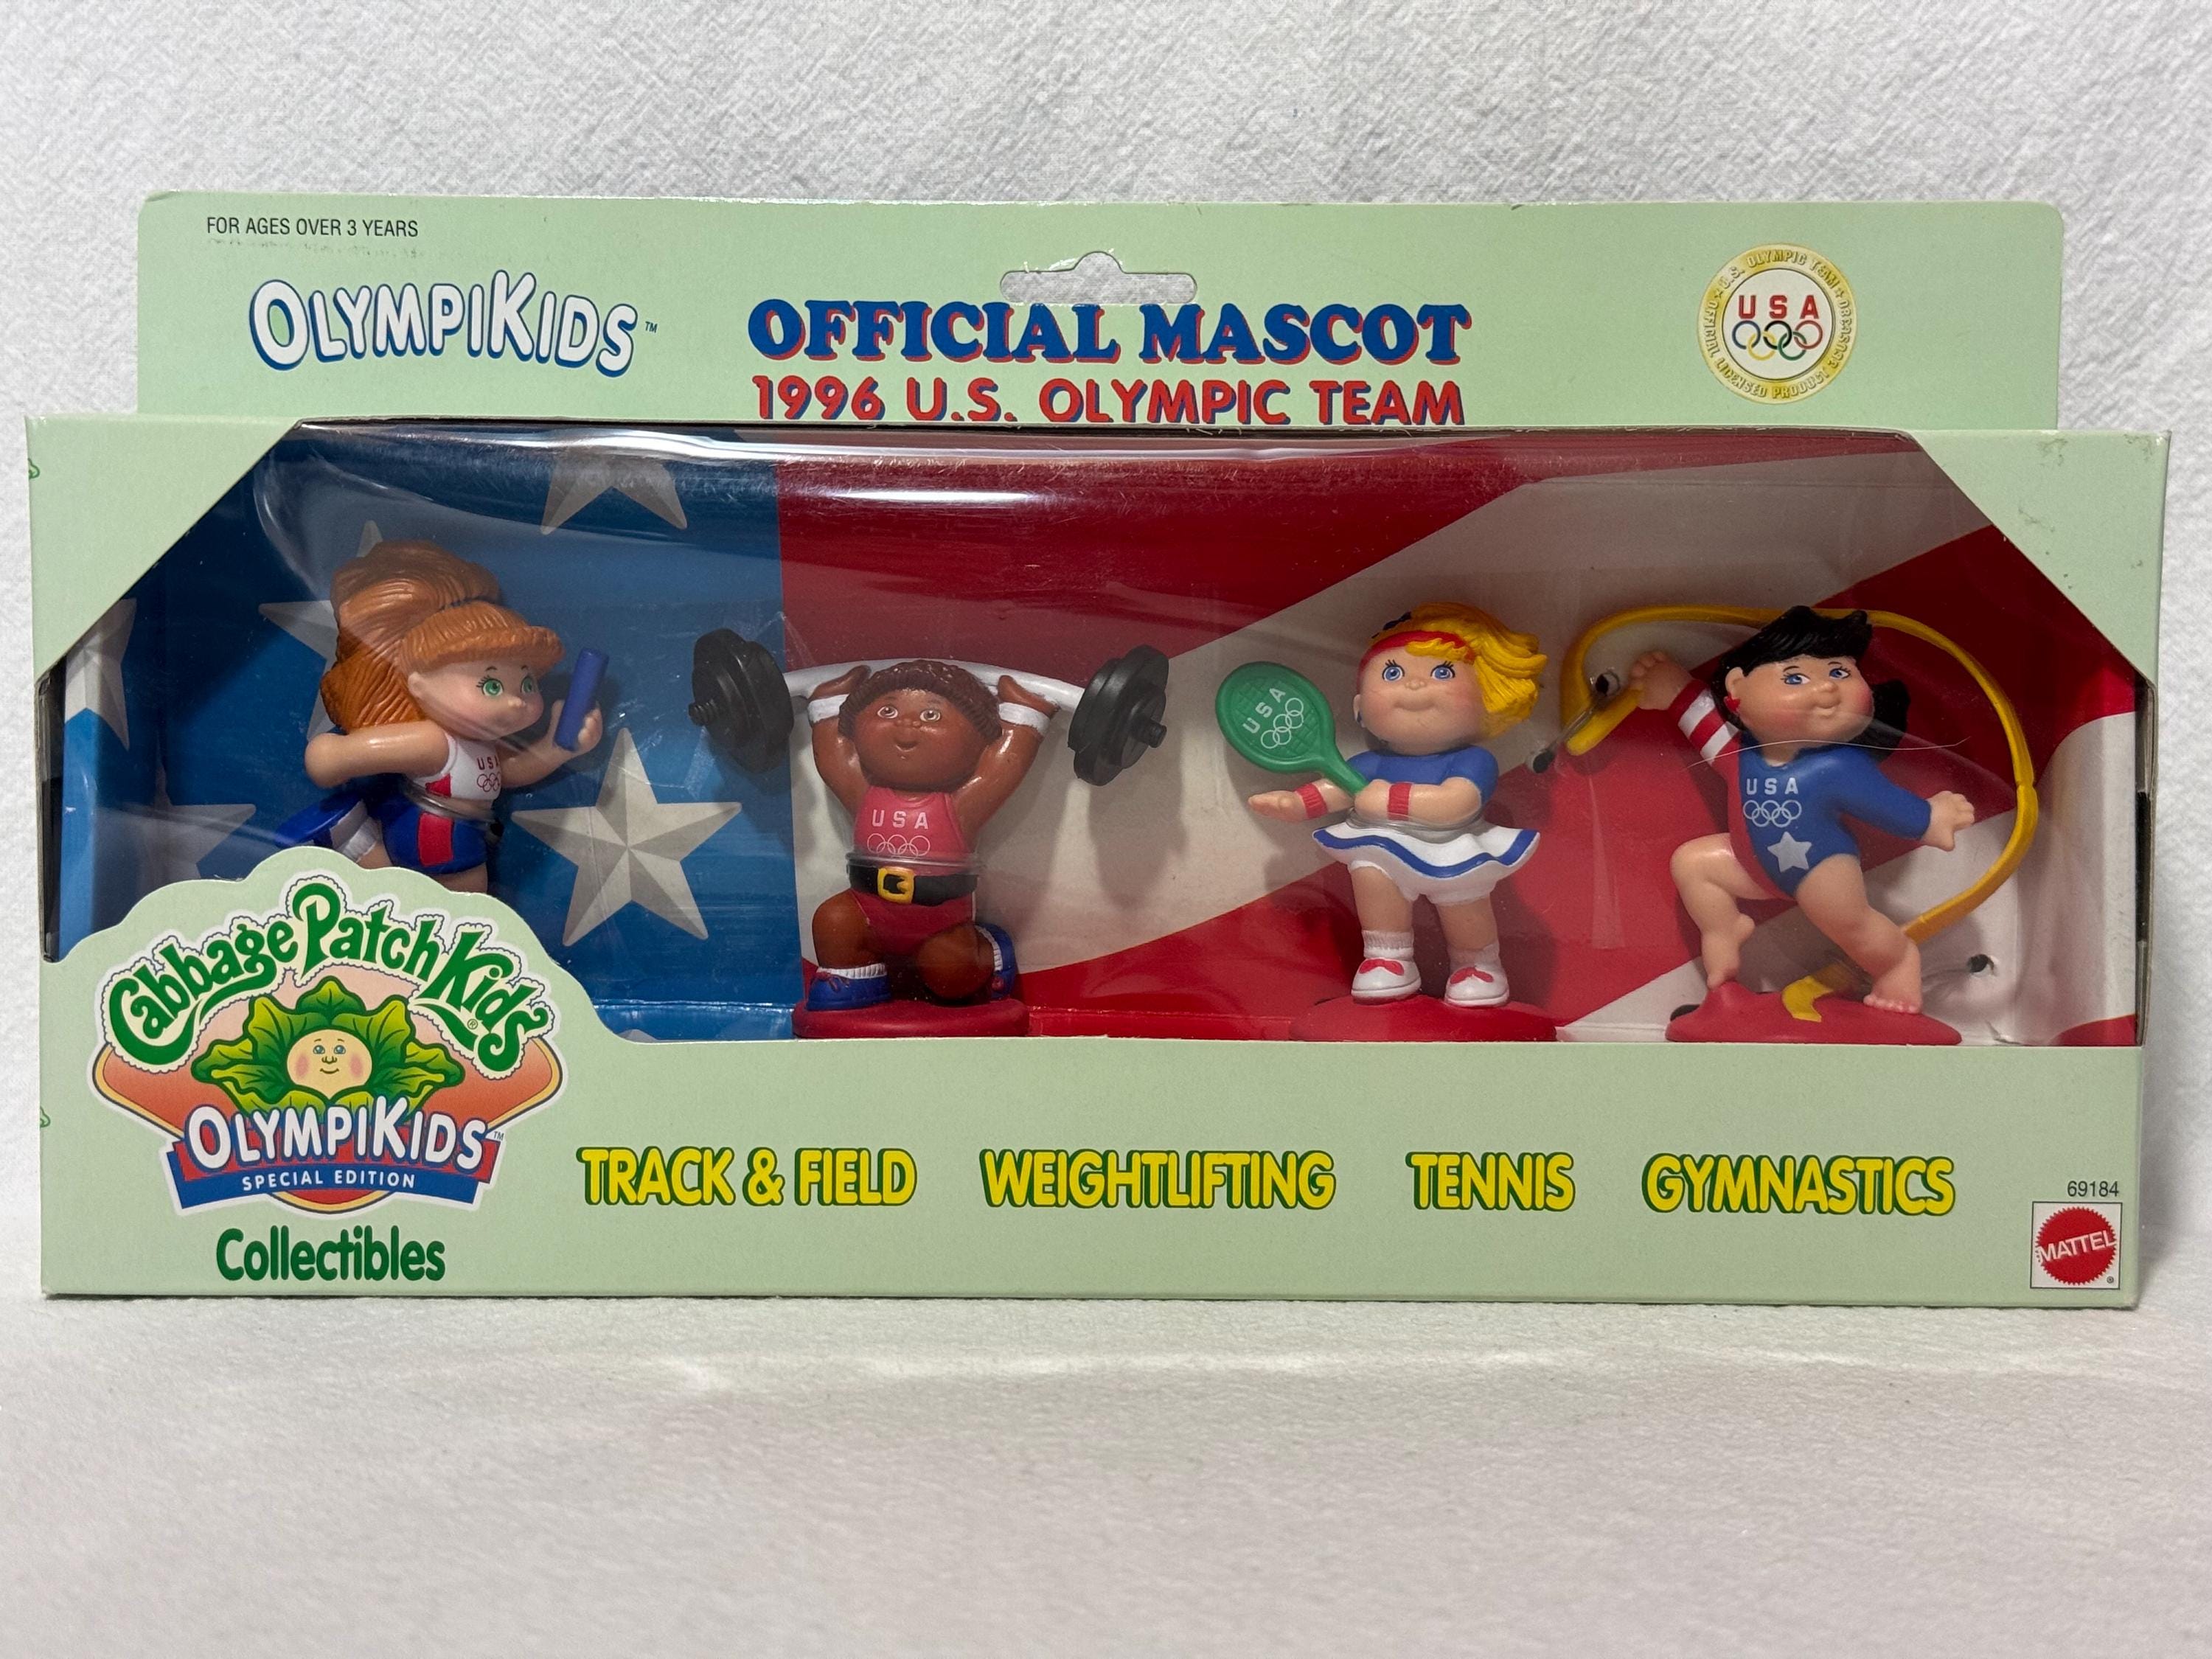 FOR AGES OVER 3 YEARS
OLYMPIKIDS™
OFFICIAL MASCOT
1996 U.S. OLYMPIC TEAM
U.S. OLYMPIC TEAM
OFFICIAL LICENSED PRODUCT
USA
USA
USA
USA
USA
USA
Cabbage Patch Kids®
OLYMPIKIDS™
SPECIAL EDITION
Collectibles
TRACK & FIELD
WEIGHTLIFTING
TENNIS
GYMNASTICS
69184
MATTEL®